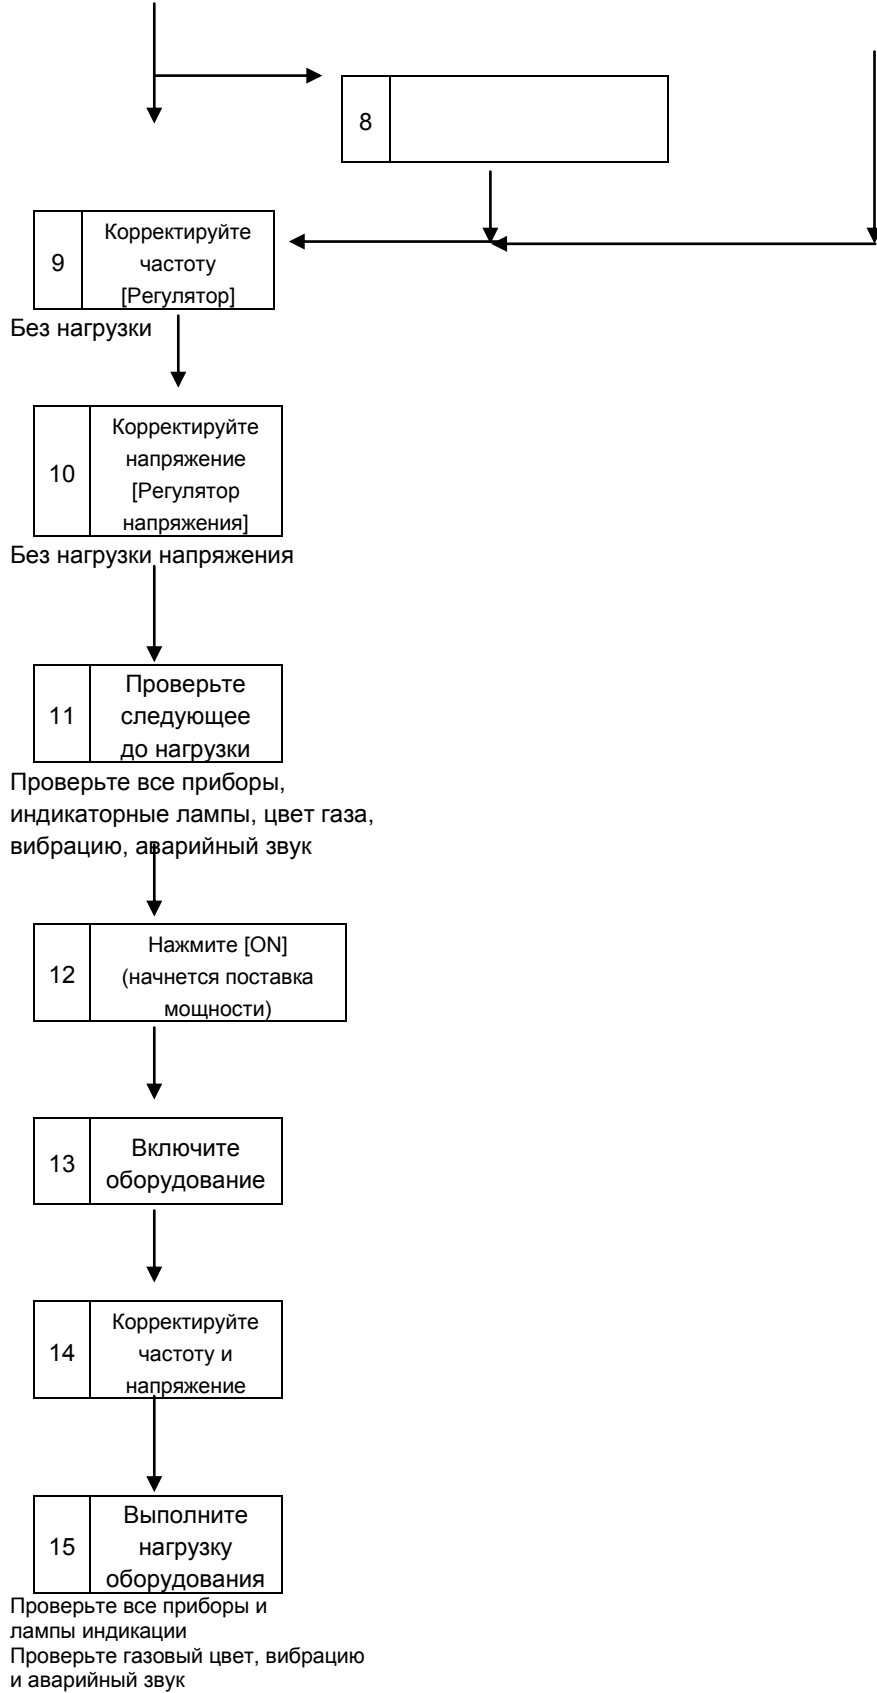 8
9
Корректируйте
частоту
[Регулятор]
Без нагрузки
10
Корректируйте
напряжение
[Регулятор
напряжения]
Без нагрузки напряжения
11
Проверьте
следующее
до нагрузки
Проверьте все приборы,
индикаторные лампы, цвет газа,
вибрацию, аварийный звук
12
Нажмите [ON]
(начнется поставка
мощности)
13
Включите
оборудование
14
Корректируйте
частоту и
напряжение
15
Выполните
нагрузку
оборудования
Проверьте все приборы и
лампы индикации
Проверьте газовый цвет, вибрацию
и аварийный звук